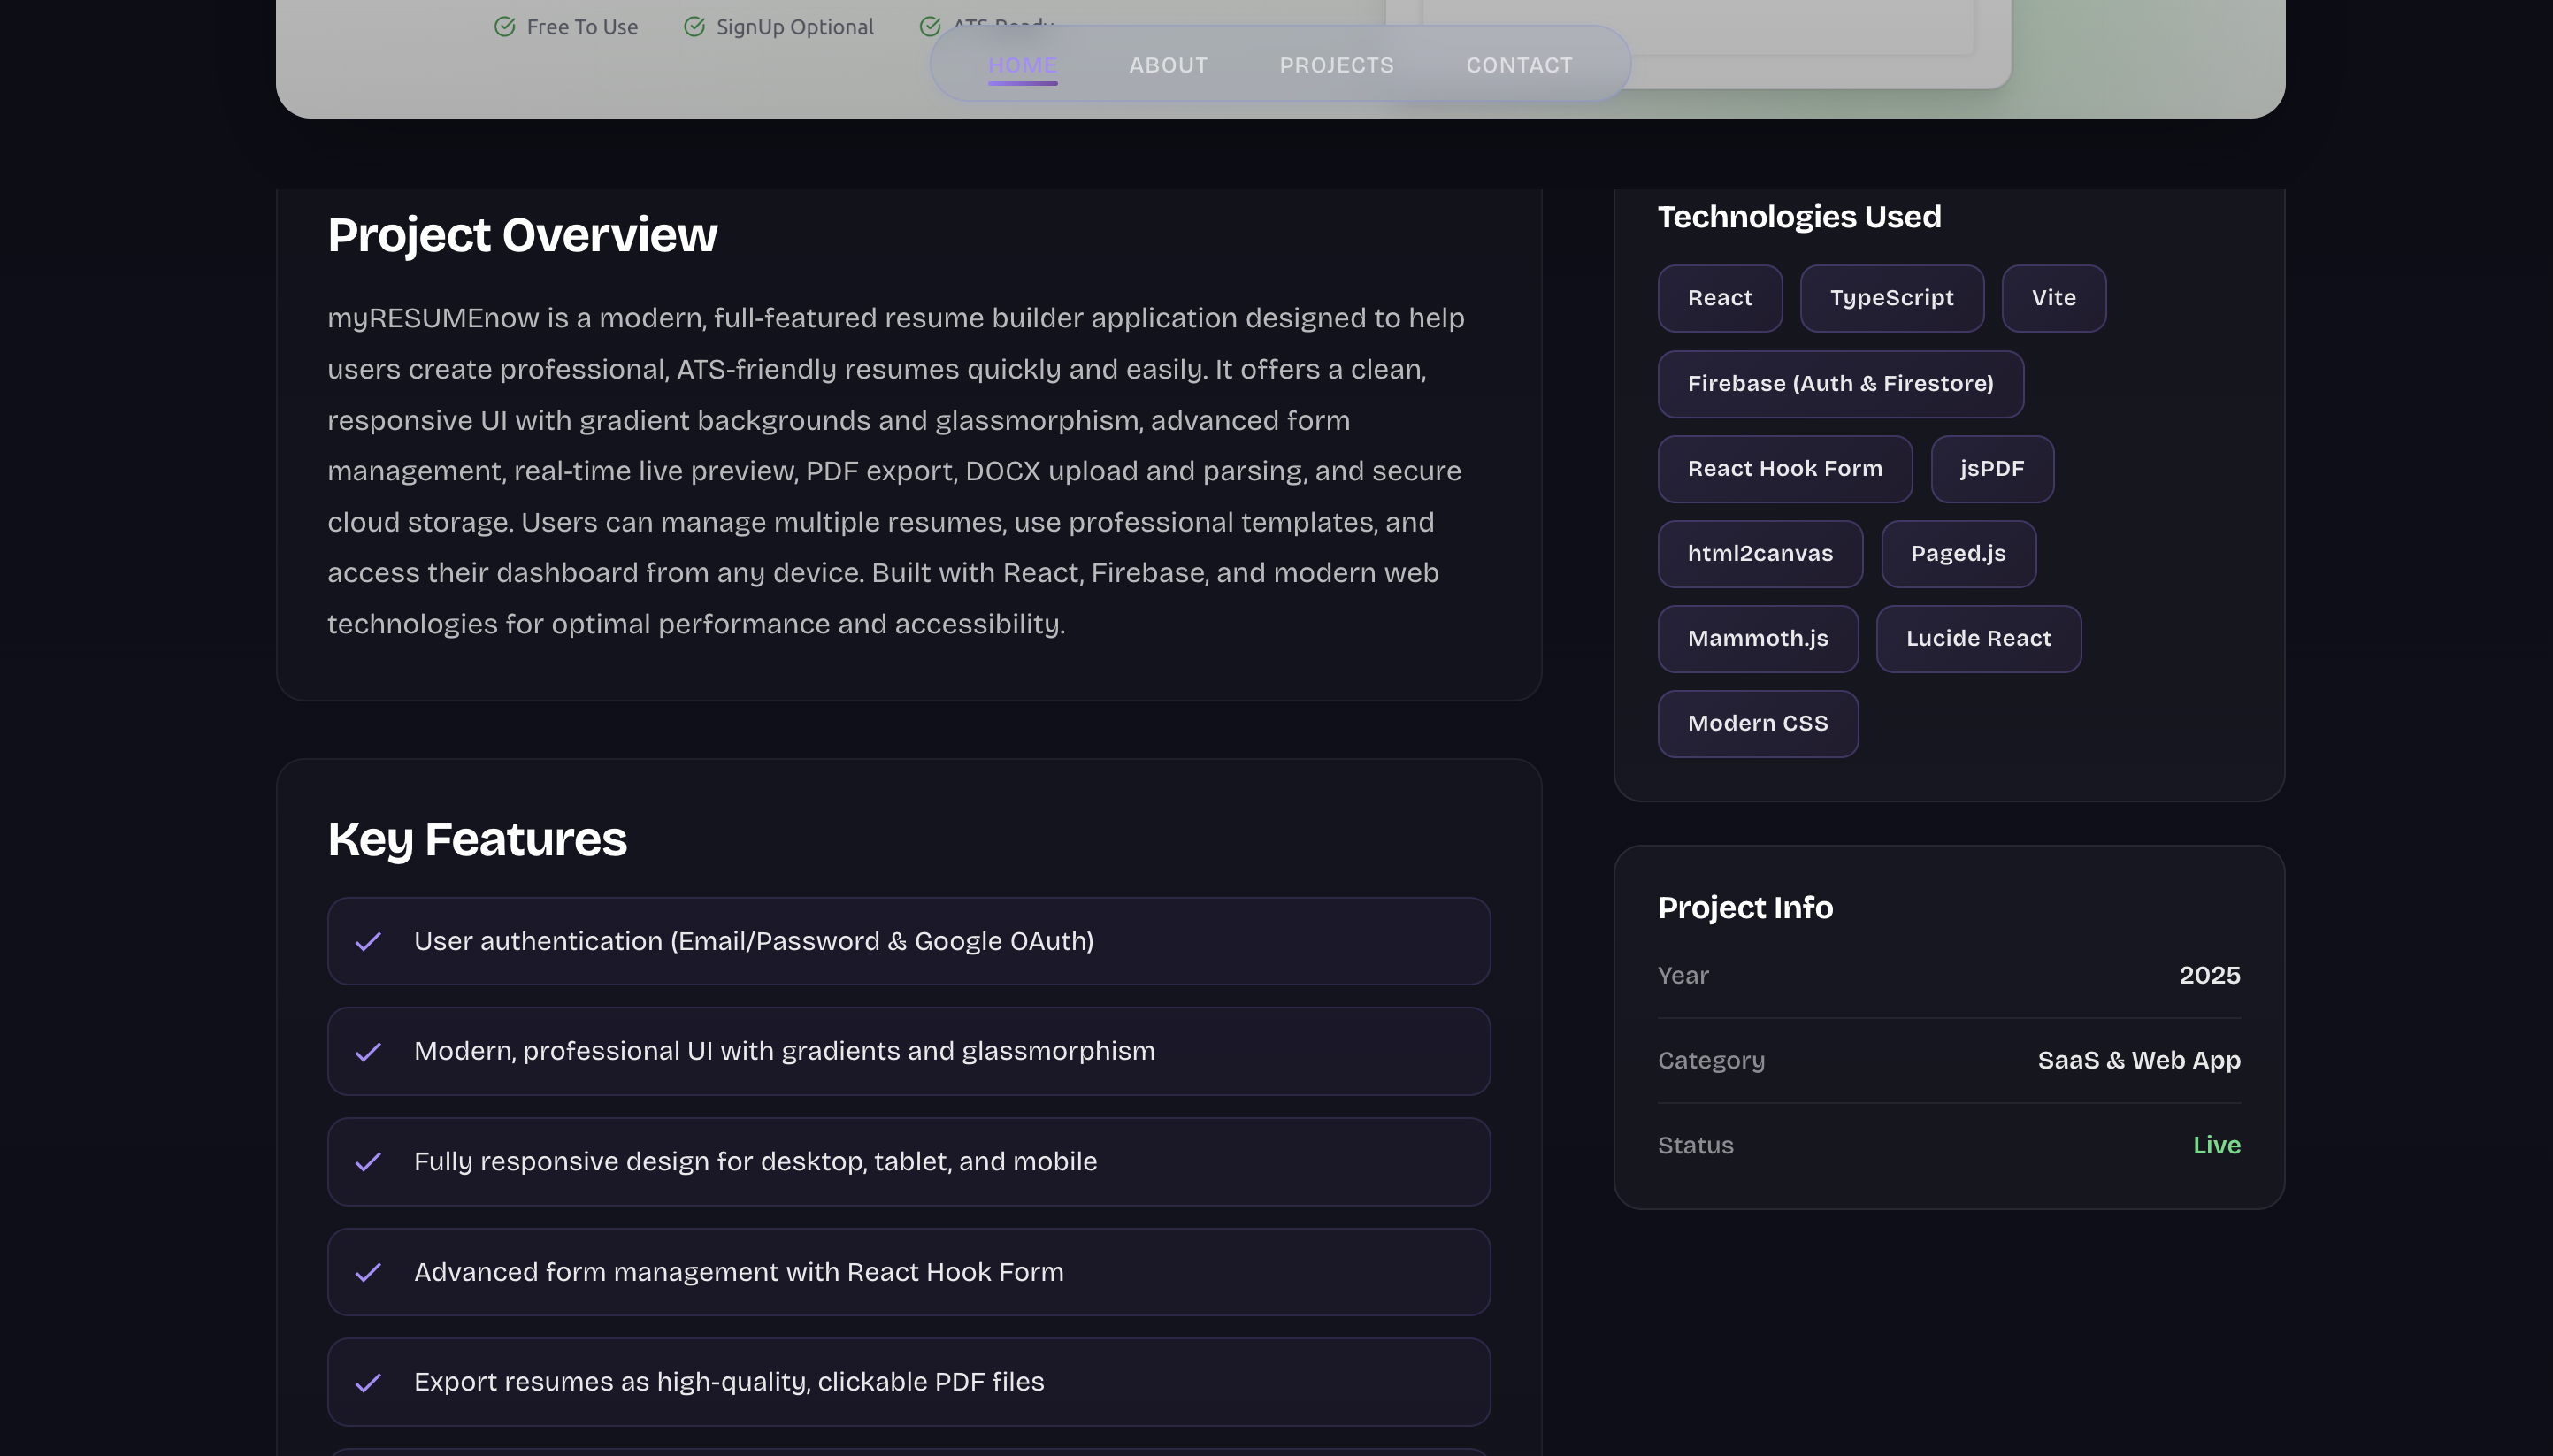 Free To Use
SignUp Optional
ATS Ready
HOME
ABOUT
PROJECTS
CONTACT
Project Overview
myRESUMEnow is a modern, full-featured resume builder application designed to help
users create professional, ATS-friendly resumes quickly and easily. It offers a clean,
responsive UI with gradient backgrounds and glassmorphism, advanced form
management, real-time live preview, PDF export, DOCX upload and parsing, and secure
cloud storage. Users can manage multiple resumes, use professional templates, and
access their dashboard from any device. Built with React, Firebase, and modern web
technologies for optimal performance and accessibility.
Key Features
User authentication (Email/Password & Google OAuth)
Modern, professional UI with gradients and glassmorphism
Fully responsive design for desktop, tablet, and mobile
Advanced form management with React Hook Form
Export resumes as high-quality, clickable PDF files
Technologies Used
React
TypeScript
Vite
Firebase (Auth & Firestore)
React Hook Form
jsPDF
html2canvas
Paged.js
Mammoth.js
Lucide React
Modern CSS
Project Info
Year
2025
Category
SaaS & Web App
Status
Live